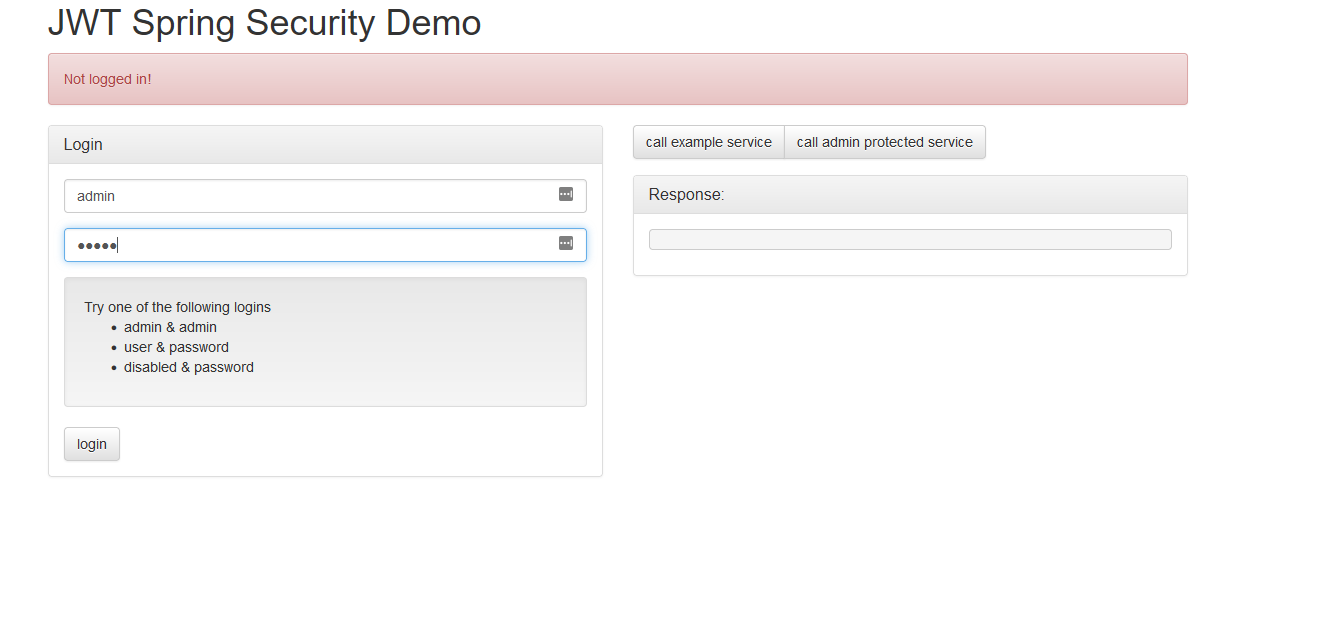 JWT Spring Security Demo
Not logged in!
Login
admin
•••••
Try one of the following logins
• admin & admin
• user & password
• disabled & password
login
call example service
call admin protected service
Response: